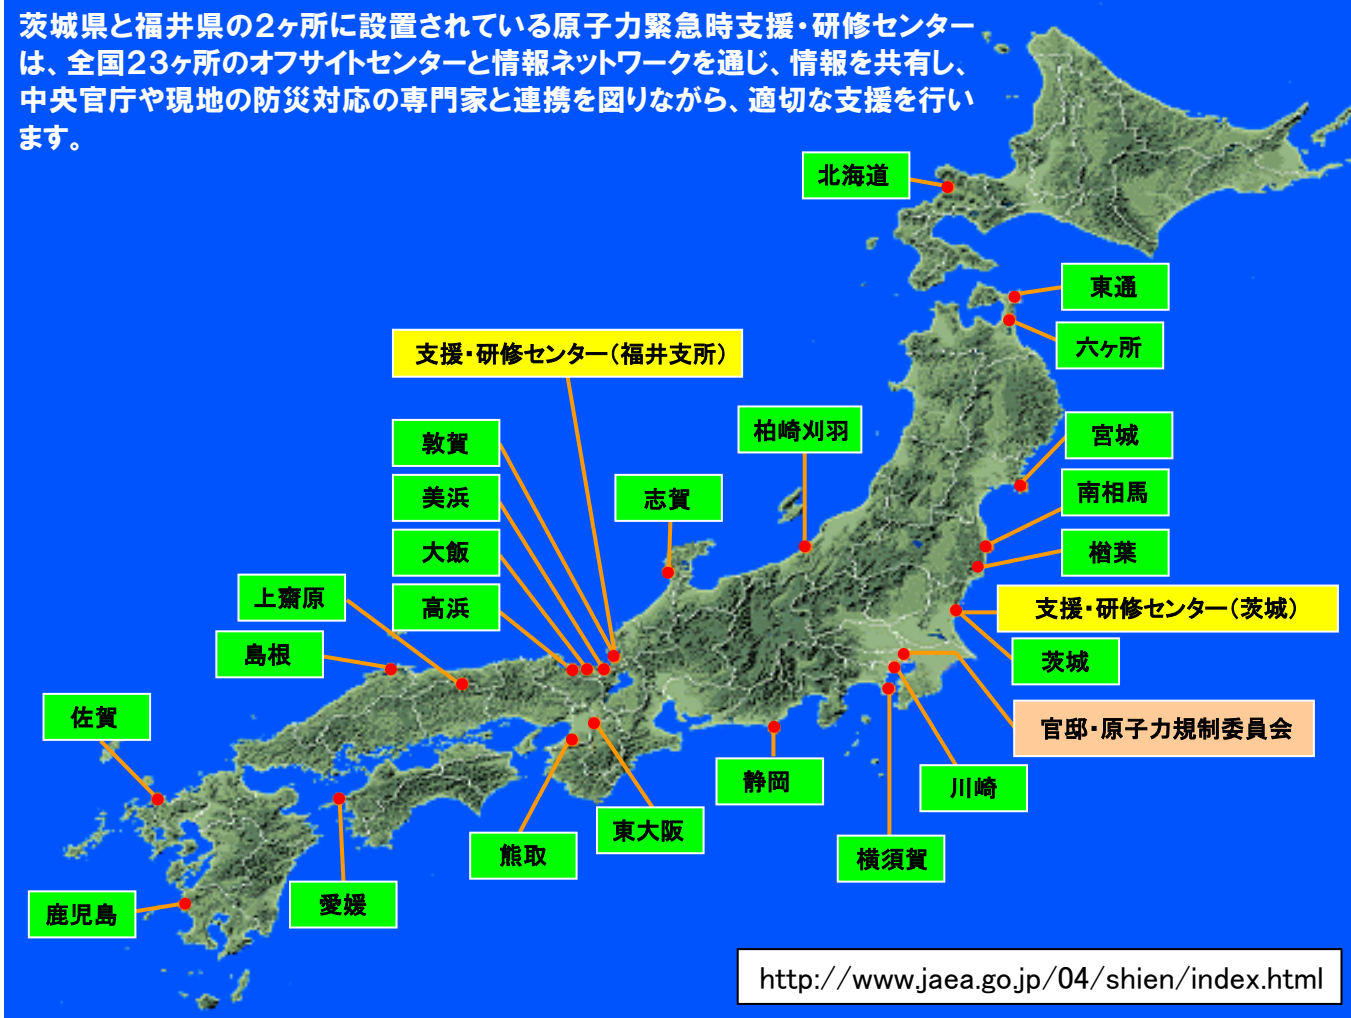 茨城県と福井県の２ヶ所に設置されている原子力緊急時支援・研修センター
は、全国２３ヶ所のオフサイトセンターと情報ネットワークを通じ、情報を共有し、
中央官庁や現地の防災対応の専門家と連携を図りながら、適切な支援を行い
ます。
北海道
東通
六ヶ所
支援・研修センター（福井支所）
柏崎刈羽
宮城
敦賀
志賀
南相馬
美浜
大飯
楢葉
上齋原
高浜
支援・研修センター（茨城）
島根
茨城
佐賀
官邸・原子力規制委員会
静岡
川崎
東大阪
熊取
横須賀
愛媛
鹿児島
http://www.jaea.go.jp/04/shien/index.html